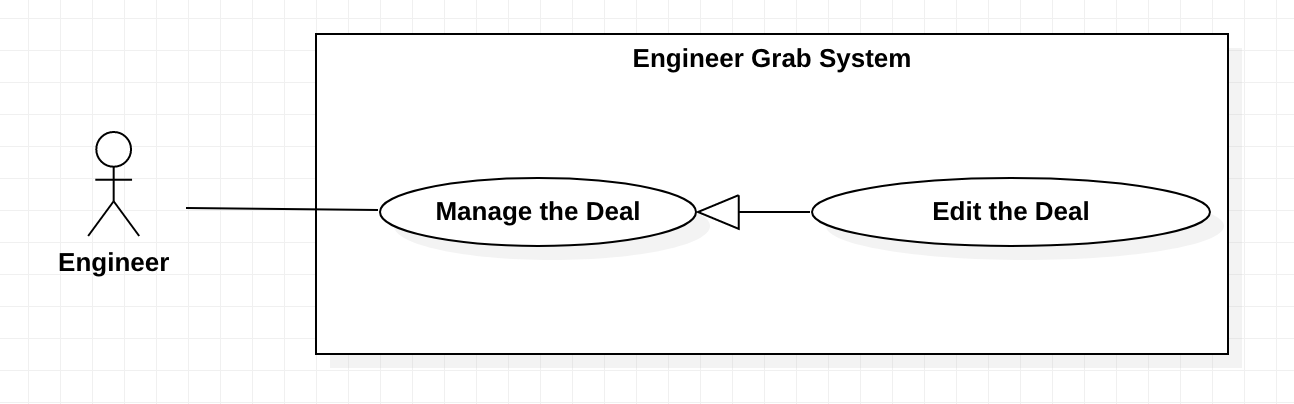 Engineer Grab System
Manage the Deal
Edit the Deal
Engineer